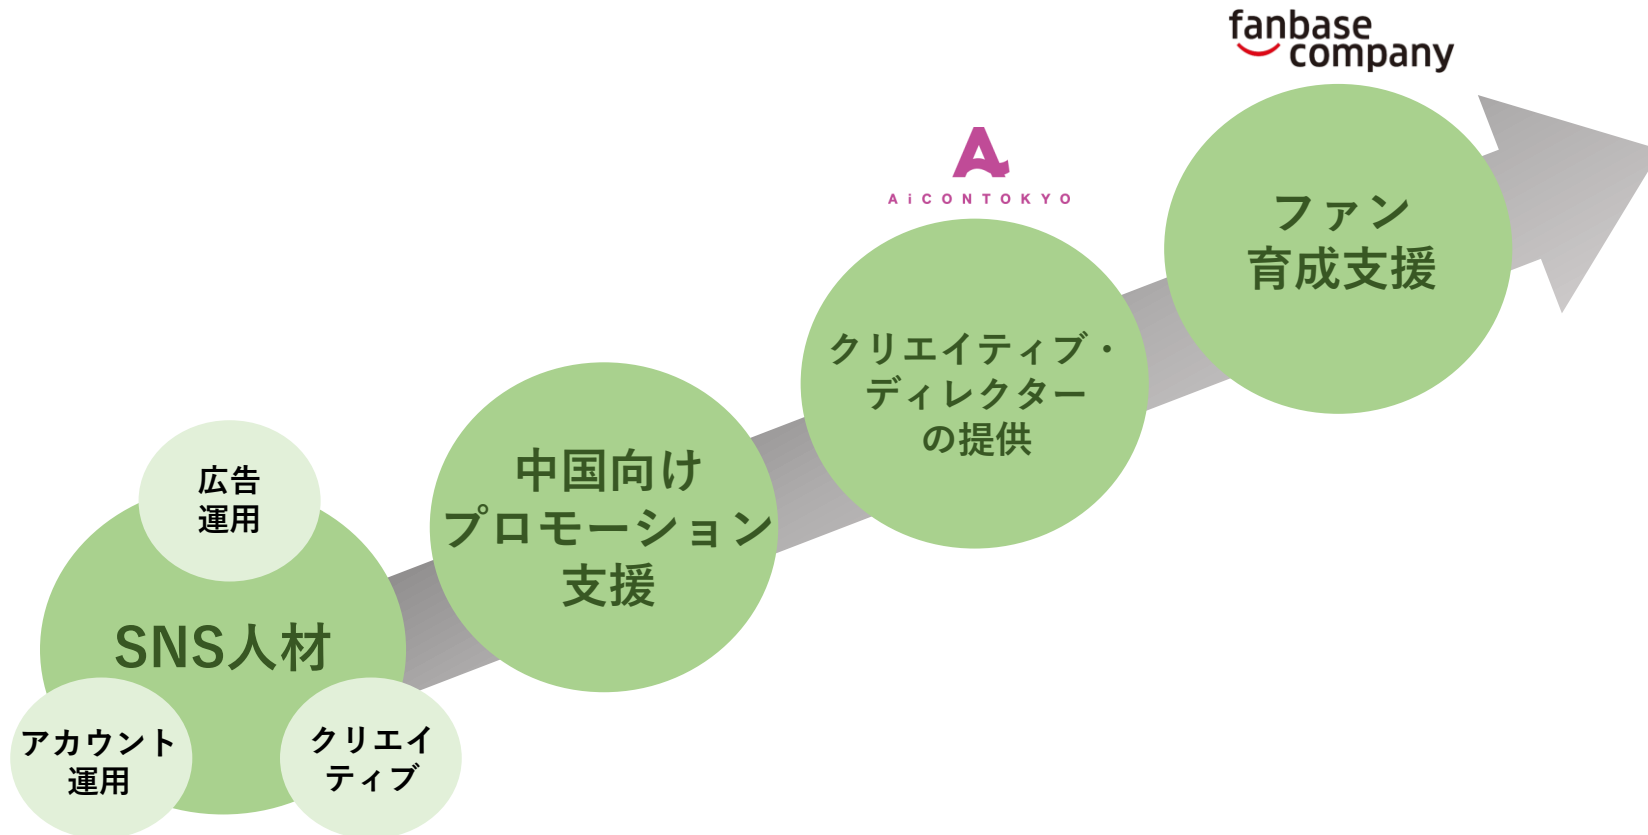 fanbase
company
AiCONTOKYO
ファン
育成支援
クリエイティブ・
ディレクター
の提供
中国向け
プロモーション
支援
広告
運用
SNS人材
アカウント
運用
クリエイ
ティブ